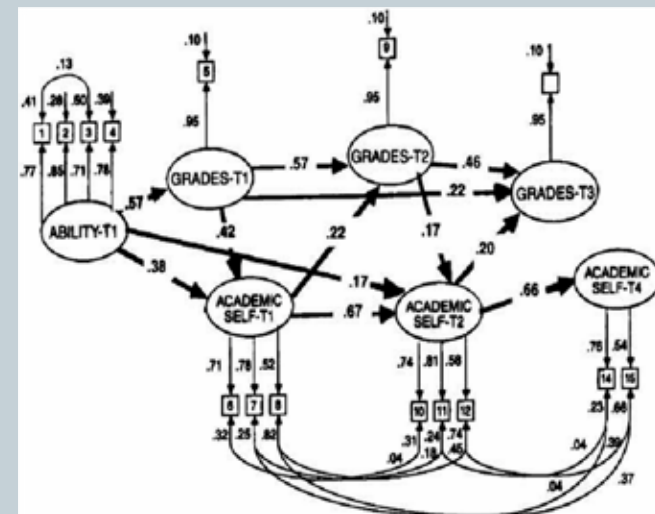 .10
.10
.10
.13
5
9
.41 .28 .60 .39
1 2 3 4
.95
.95
.95
.77 .85 .71 .78
GRADES-T1
.57
GRADES-T2
.46
GRADES-T3
.57
.22
ABILITY-T1
.42
.22
.17
.20
.38
.17
ACADEMIC
SELF-T1
.67
ACADEMIC
SELF-T2
.66
ACADEMIC
SELF-T4
.71 .78 .52
.74 .81 .58
.76 .54
6 7 8
10 11 12
14 15
.32 .25 .82
.31 .24 .74
.23 .66
.18 .45
.04
.04
.39
.04
.37